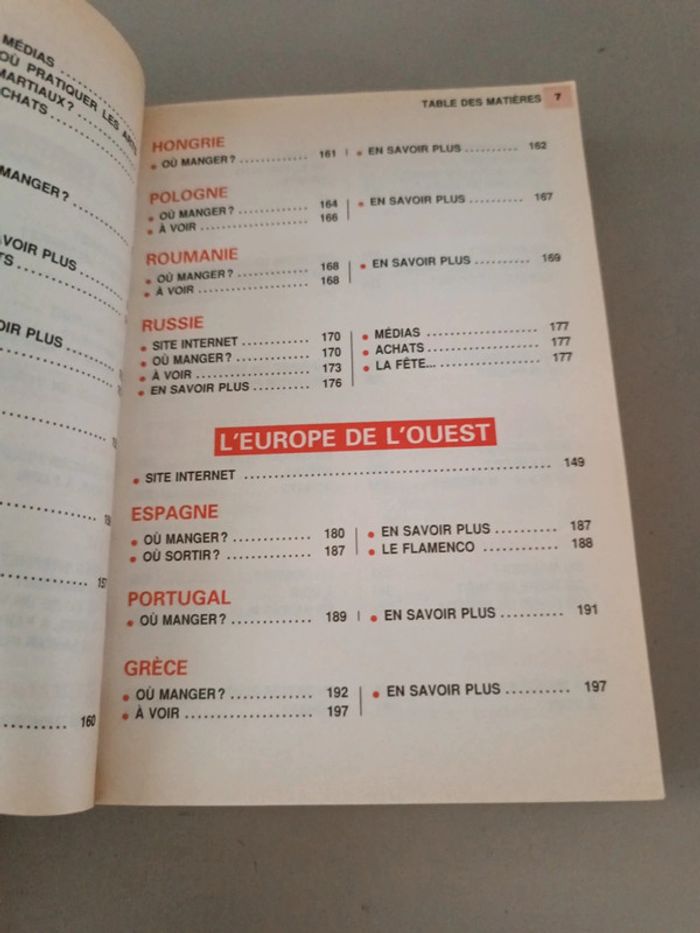 MÉDIAS
OÙ PRATIQUER LES ARTS
MARTIAUX?
CHATS
MANGER?
VOIR PLUS
TS
OIR PLUS
157
160
TABLE DES MATIÈRES 7
HONGRIE
• OÙ MANGER? ............. 161 | • EN SAVOIR PLUS .......... 162
POLOGNE
• OÙ MANGER? ............. 164 | • EN SAVOIR PLUS .......... 167
• À VOIR .................. 166
ROUMANIE
• OÙ MANGER? ............. 168 | • EN SAVOIR PLUS .......... 169
• À VOIR .................. 168
RUSSIE
• SITE INTERNET ........... 170 | • MÉDIAS .................. 177
• OÙ MANGER? ............. 170 | • ACHATS .................. 177
• À VOIR .................. 173 | • LA FÊTE... .............. 177
• EN SAVOIR PLUS .......... 176
L'EUROPE DE L'OUEST
• SITE INTERNET ........... 149
ESPAGNE
• OÙ MANGER? ............. 180 | • EN SAVOIR PLUS .......... 187
• OÙ SORTIR? ............. 187 | • LE FLAMENCO ............ 188
PORTUGAL
• OÙ MANGER? ............. 189 | • EN SAVOIR PLUS .......... 191
GRÈCE
• OÙ MANGER? ............. 192 | • EN SAVOIR PLUS .......... 197
• À VOIR .................. 197